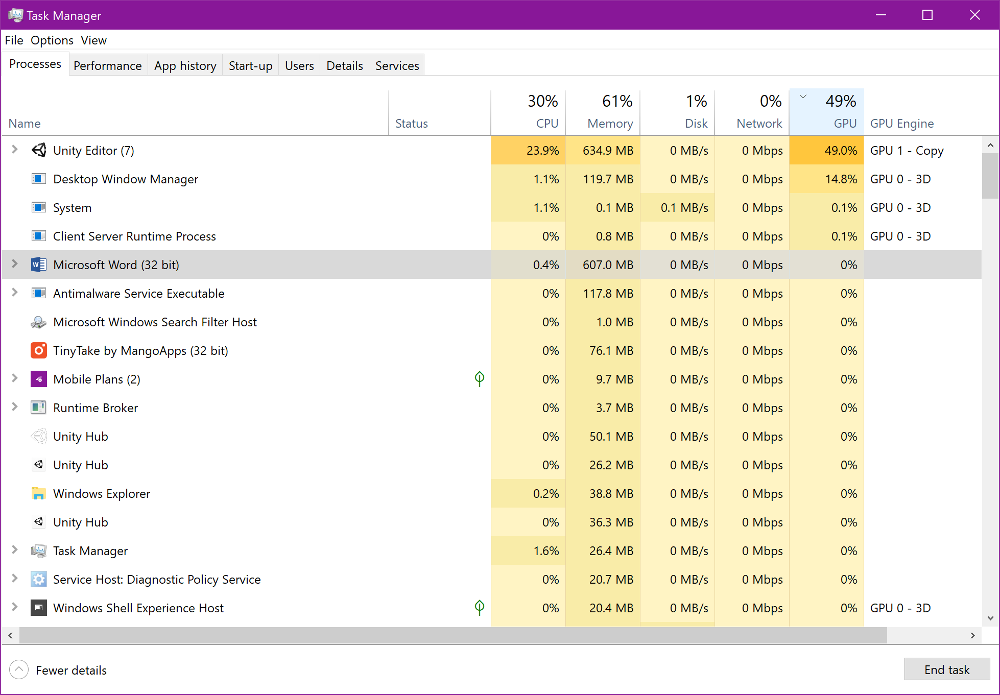 Task Manager
File Options View
Processes Performance App history Start-up Users Details Services
30% 61% 1% 0% 49%
Name Status CPU Memory Disk Network GPU GPU Engine
Unity Editor (7) 23.9% 634.9 MB 0 MB/s 0 Mbps 49.0% GPU 1 - Copy
Desktop Window Manager 1.1% 119.7 MB 0 MB/s 0 Mbps 14.8% GPU 0 - 3D
System 1.1% 0.1 MB 0.1 MB/s 0 Mbps 0.1% GPU 0 - 3D
Client Server Runtime Process 0% 0.8 MB 0 MB/s 0 Mbps 0.1% GPU 0 - 3D
Microsoft Word (32 bit) 0.4% 607.0 MB 0 MB/s 0 Mbps 0%
Antimalware Service Executable 0% 117.8 MB 0 MB/s 0 Mbps 0%
Microsoft Windows Search Filter Host 0% 1.0 MB 0 MB/s 0 Mbps 0%
TinyTake by MangoApps (32 bit) 0% 76.1 MB 0 MB/s 0 Mbps 0%
Mobile Plans (2) 0% 9.7 MB 0 MB/s 0 Mbps 0%
Runtime Broker 0% 3.7 MB 0 MB/s 0 Mbps 0%
Unity Hub 0% 50.1 MB 0 MB/s 0 Mbps 0%
Unity Hub 0% 26.2 MB 0 MB/s 0 Mbps 0%
Windows Explorer 0.2% 38.8 MB 0 MB/s 0 Mbps 0%
Unity Hub 0% 36.3 MB 0 MB/s 0 Mbps 0%
Task Manager 1.6% 26.4 MB 0 MB/s 0 Mbps 0%
Service Host: Diagnostic Policy Service 0% 20.7 MB 0 MB/s 0 Mbps 0%
Windows Shell Experience Host 0% 20.4 MB 0 MB/s 0 Mbps 0% GPU 0 - 3D
Fewer details End task